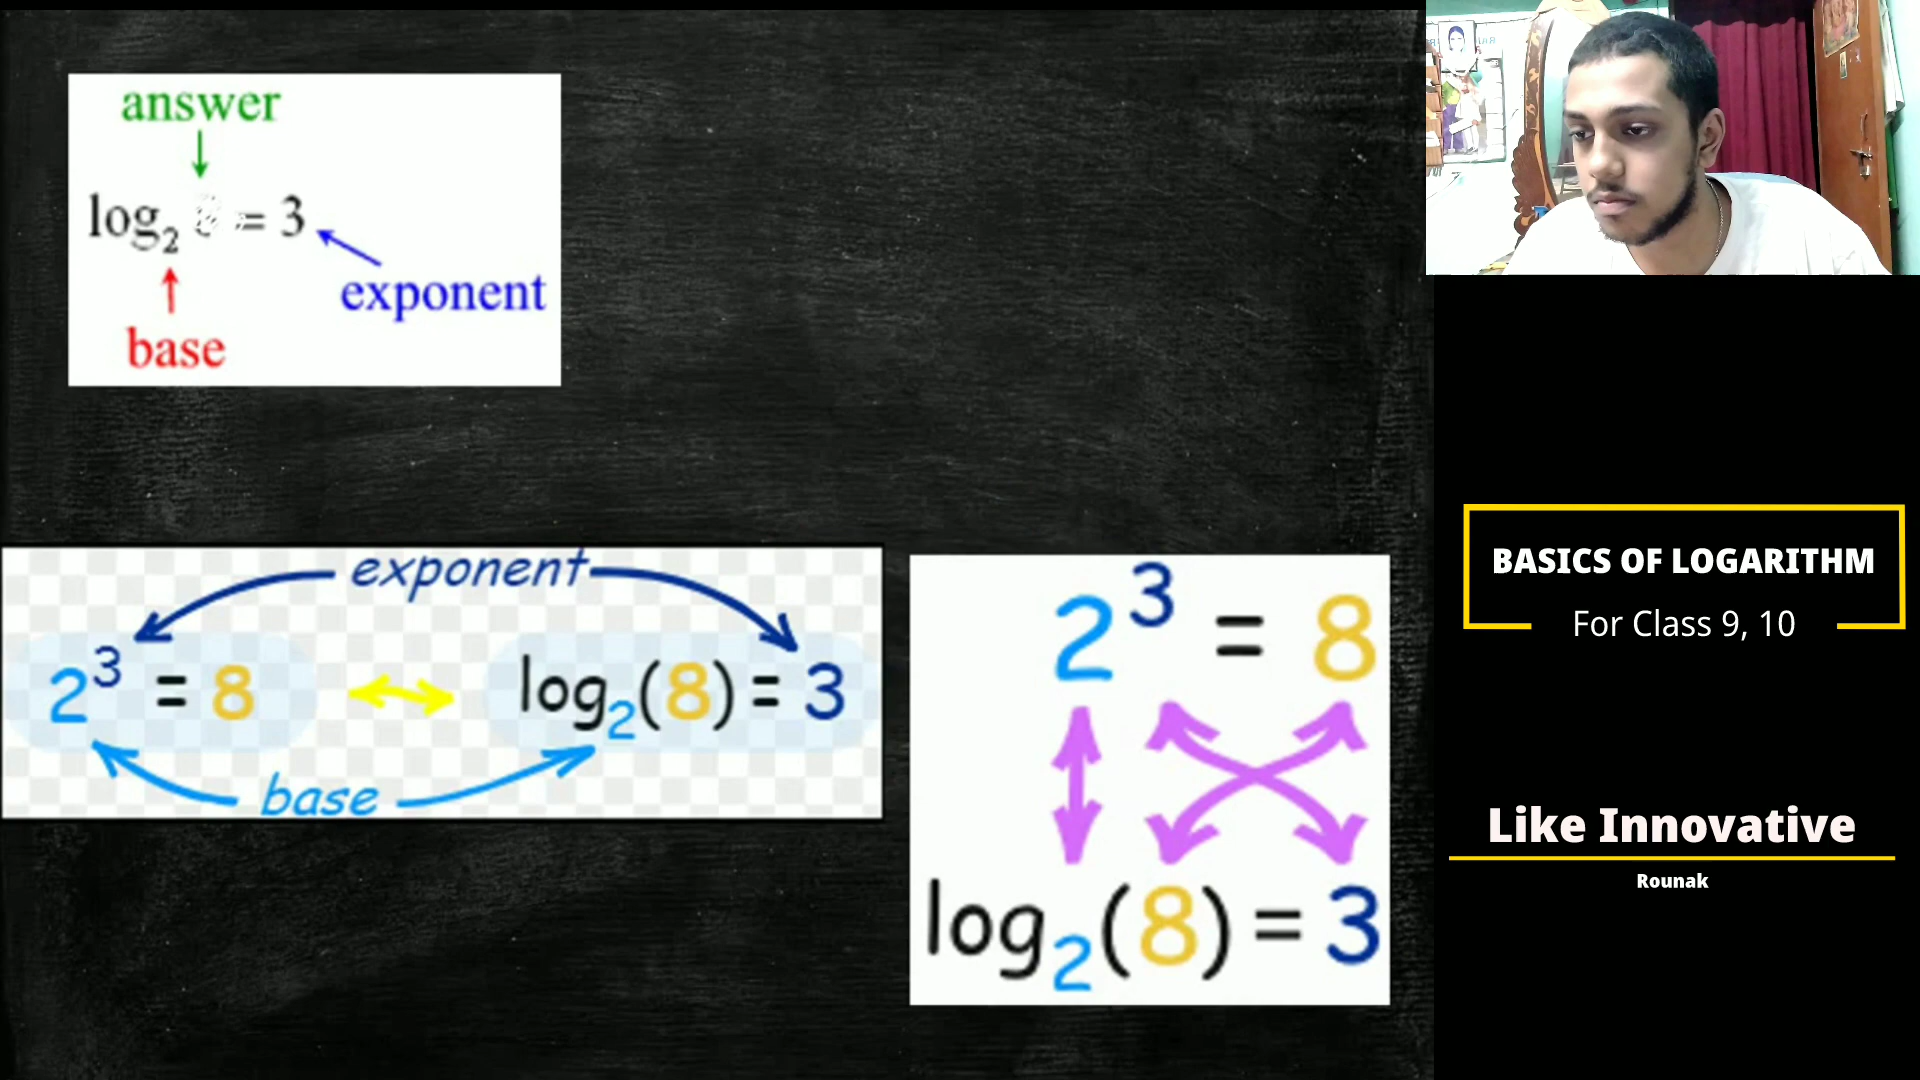 answer
log₂ 8 = 3
exponent
base
exponent
2³ = 8
log₂(8) = 3
base
2³ = 8
log₂(8) = 3
BASICS OF LOGARITHM
For Class 9, 10
Like Innovative
Rounak